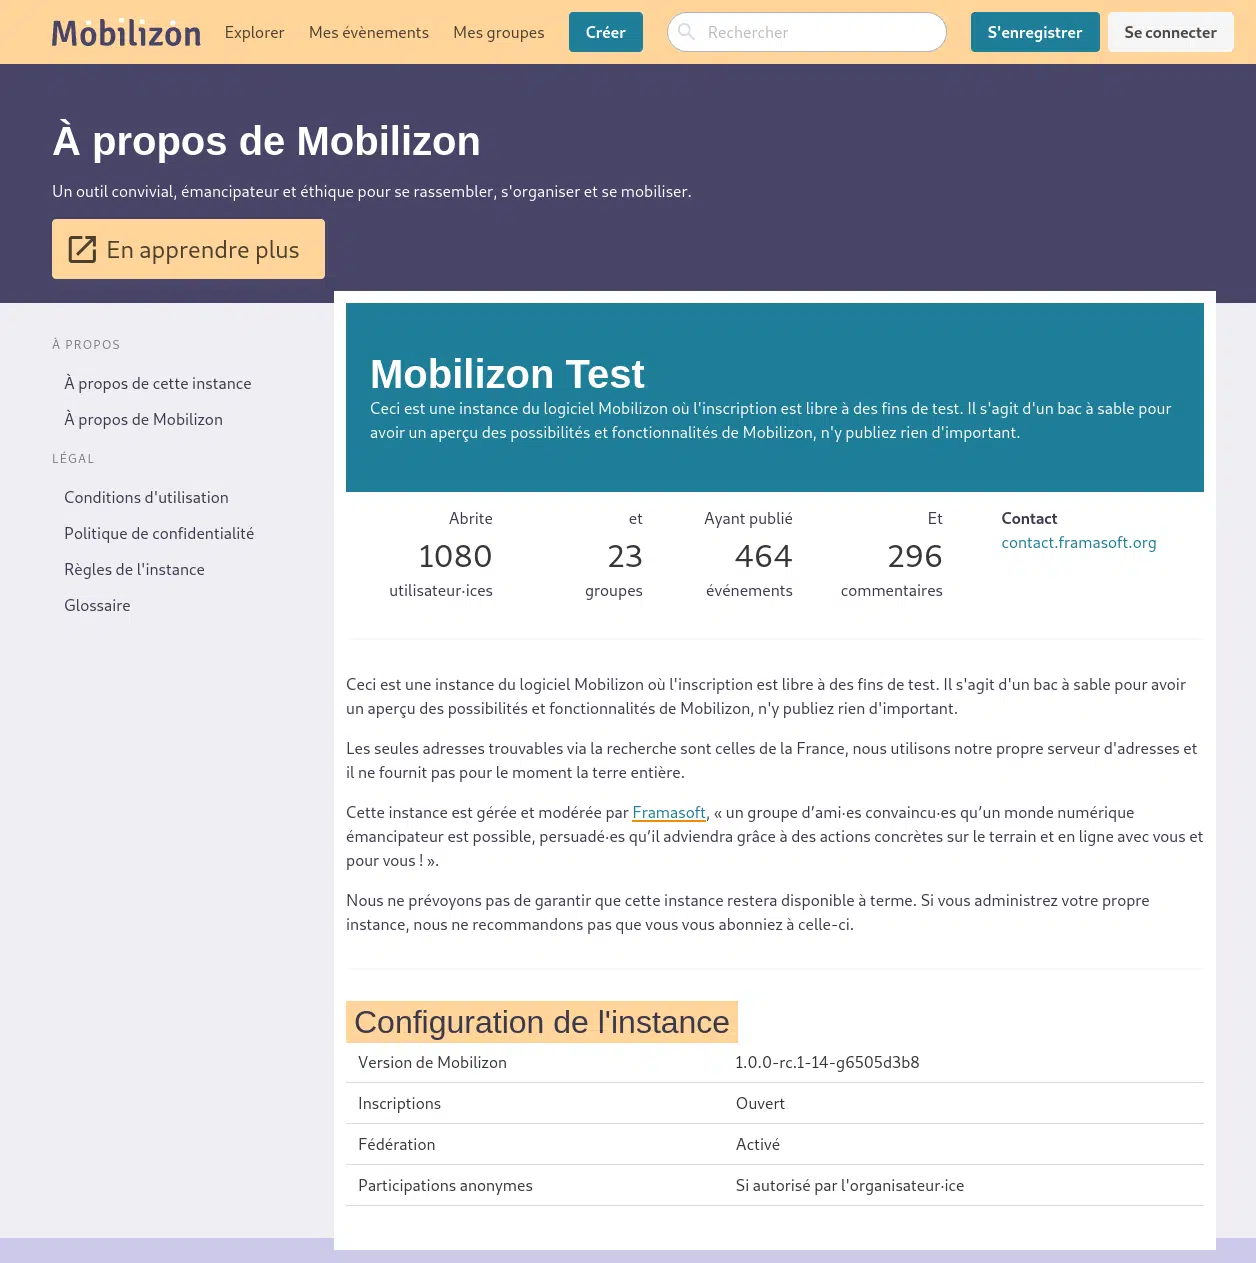 Mobilizon Explorer Mes évènements Mes groupes Créer Rechercher S'enregistrer Se connecter
À propos de Mobilizon
Un outil convivial, émancipateur et éthique pour se rassembler, s'organiser et se mobiliser.
En apprendre plus
À PROPOS
À propos de cette instance
À propos de Mobilizon
LÉGAL
Conditions d'utilisation
Politique de confidentialité
Règles de l'instance
Glossaire
Mobilizon Test
Ceci est une instance du logiciel Mobilizon où l'inscription est libre à des fins de test. Il s'agit d'un bac à sable pour
avoir un aperçu des possibilités et fonctionnalités de Mobilizon, n'y publiez rien d'important.
Abrite
1080
utilisateur·ices
et
23
groupes
Ayant publié
464
événements
Et
296
commentaires
Contact
contact.framasoft.org
Ceci est une instance du logiciel Mobilizon où l'inscription est libre à des fins de test. Il s'agit d'un bac à sable pour avoir
un aperçu des possibilités et fonctionnalités de Mobilizon, n'y publiez rien d'important.
Les seules adresses trouvables via la recherche sont celles de la France, nous utilisons notre propre serveur d'adresses et
il ne fournit pas pour le moment la terre entière.
Cette instance est gérée et modérée par Framasoft, « un groupe d’ami·es convaincu·es qu’un monde numérique
émancipateur est possible, persuadé·es qu’il adviendra grâce à des actions concrètes sur le terrain et en ligne avec vous et
pour vous ! ».
Nous ne prévoyons pas de garantir que cette instance restera disponible à terme. Si vous administrez votre propre
instance, nous ne recommandons pas que vous vous abonniez à celle-ci.
Configuration de l'instance
Version de Mobilizon 1.0.0-rc.1-14-g6505d3b8
Inscriptions Ouvert
Fédération Activé
Participations anonymes Si autorisé par l'organisateur·ice